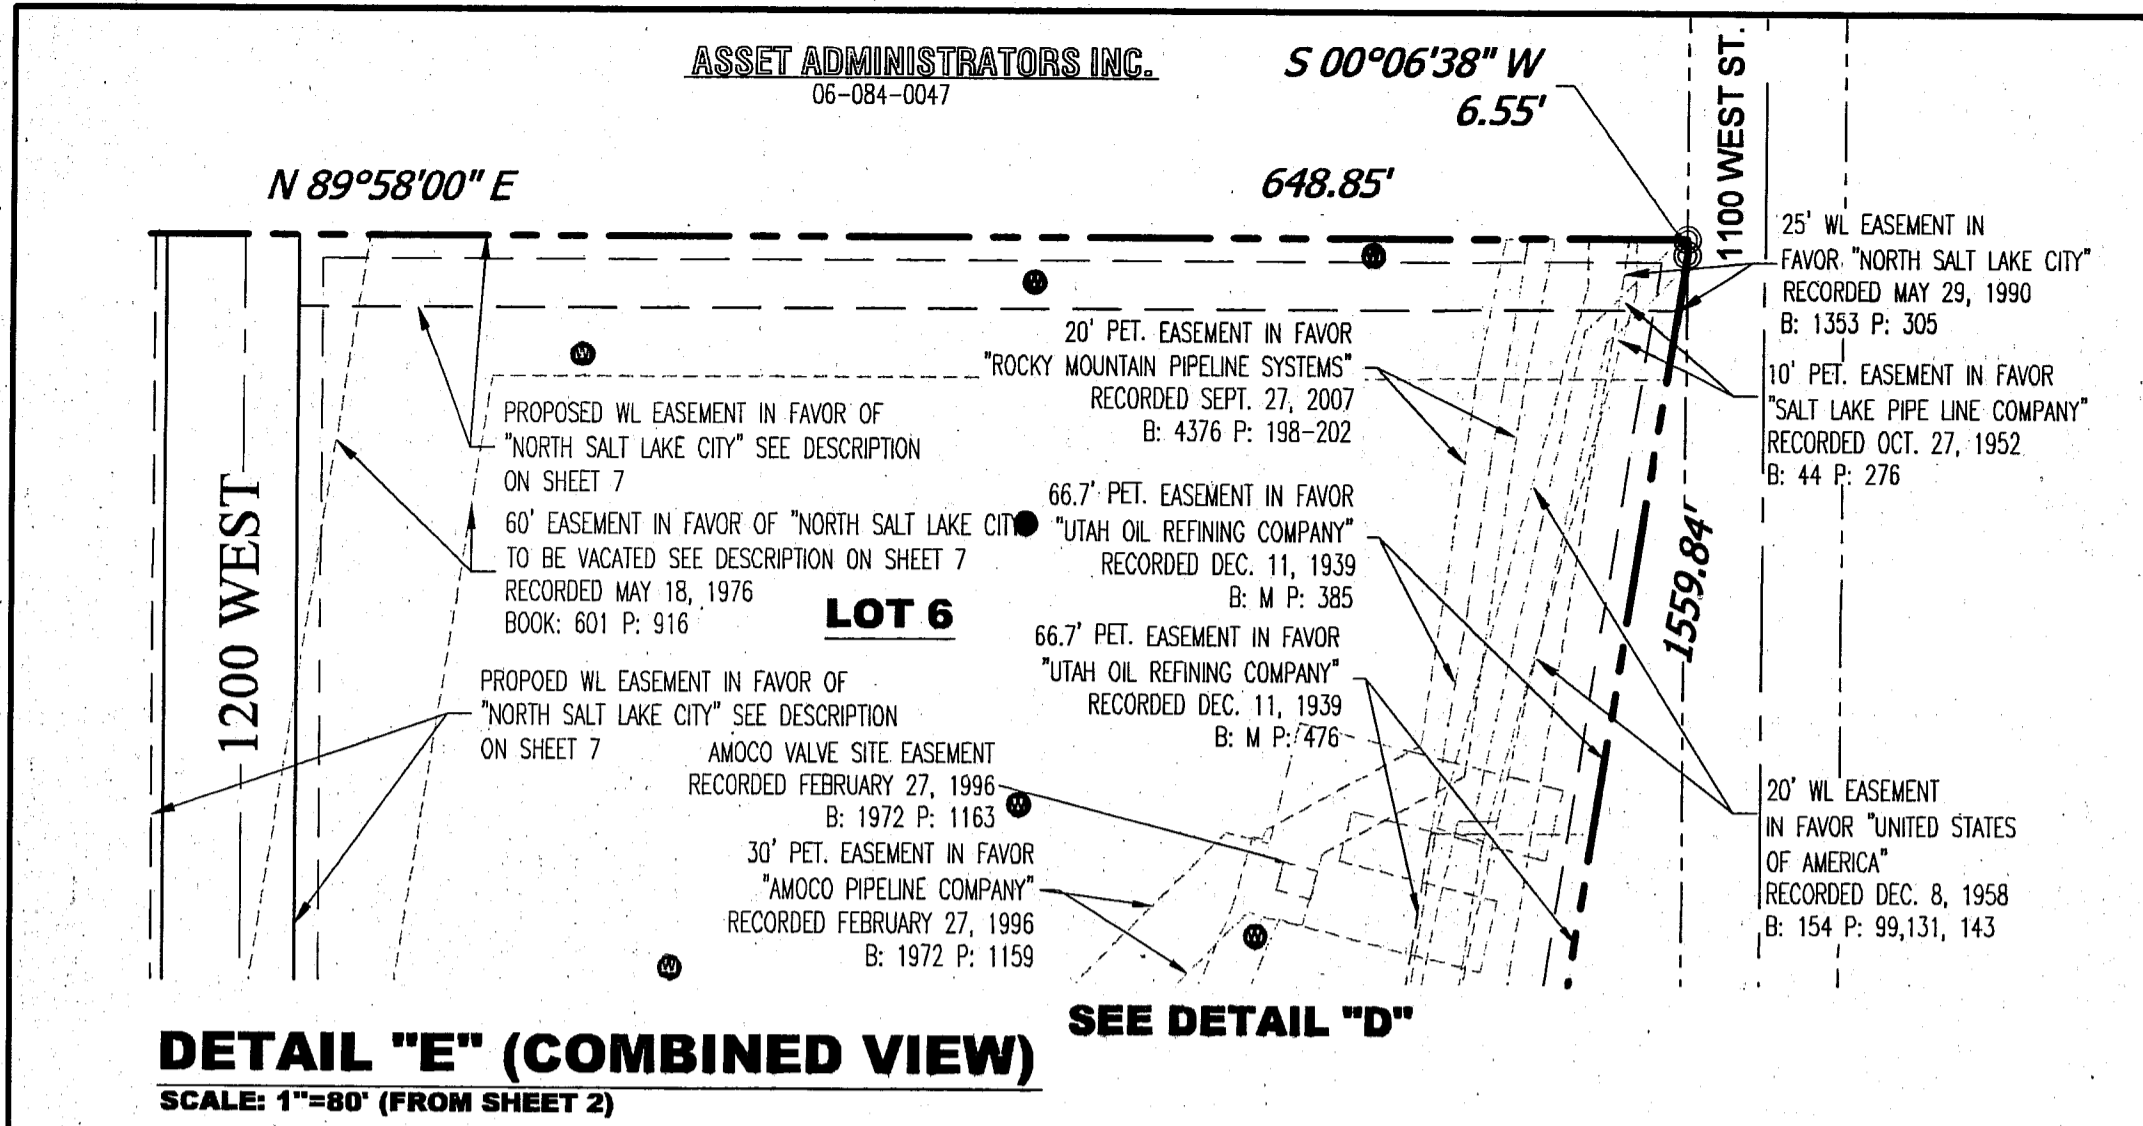 ASSET ADMINISTRATORS INC.
06-084-0047
S 00°06'38" W
6.55'
1100 WEST ST.
N 89°58'00" E
648.85'
25' WL EASEMENT IN
FAVOR "NORTH SALT LAKE CITY"
RECORDED MAY 29, 1990
B: 1353 P: 305
20' PET. EASEMENT IN FAVOR
"ROCKY MOUNTAIN PIPELINE SYSTEMS"
RECORDED SEPT. 27, 2007
B: 4376 P: 198-202
10' PET. EASEMENT IN FAVOR
"SALT LAKE PIPE LINE COMPANY"
RECORDED OCT. 27, 1952
B: 44 P: 276
PROPOSED WL EASEMENT IN FAVOR OF
"NORTH SALT LAKE CITY" SEE DESCRIPTION
ON SHEET 7
60' EASEMENT IN FAVOR OF "NORTH SALT LAKE CITY
TO BE VACATED SEE DESCRIPTION ON SHEET 7
RECORDED MAY 18, 1976
BOOK: 601 P: 916
66.7' PET. EASEMENT IN FAVOR
"UTAH OIL REFINING COMPANY"
RECORDED DEC. 11, 1939
B: M P: 385
1200 WEST
LOT 6
1559.84'
66.7' PET. EASEMENT IN FAVOR
"UTAH OIL REFINING COMPANY"
RECORDED DEC. 11, 1939
B: M P: 476
PROPOED WL EASEMENT IN FAVOR OF
"NORTH SALT LAKE CITY" SEE DESCRIPTION
ON SHEET 7
AMOCO VALVE SITE EASEMENT
RECORDED FEBRUARY 27, 1996
B: 1972 P: 1163
30' PET. EASEMENT IN FAVOR
"AMOCO PIPELINE COMPANY"
RECORDED FEBRUARY 27, 1996
B: 1972 P: 1159
20' WL EASEMENT
IN FAVOR "UNITED STATES
OF AMERICA"
RECORDED DEC. 8, 1958
B: 154 P: 99,131, 143
W
W
W
W
W
W
SEE DETAIL "D"
DETAIL "E" (COMBINED VIEW)
SCALE: 1"=80' (FROM SHEET 2)